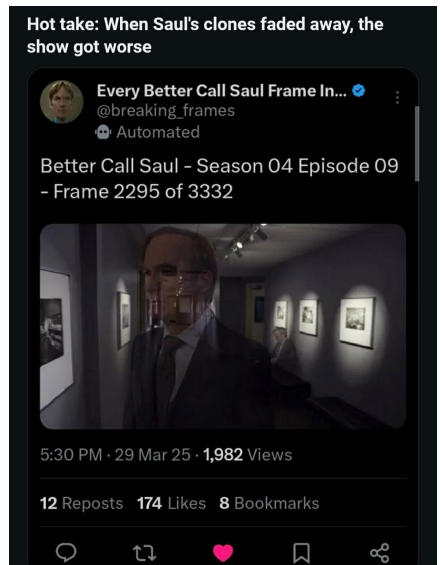 Hot take: When Saul's clones faded away, the
show got worse
Every Better Call Saul Frame In...
@breaking_frames
Automated
Better Call Saul - Season 04 Episode 09
- Frame 2295 of 3332
5:30 PM · 29 Mar 25 · 1,982 Views
12 Reposts 174 Likes 8 Bookmarks